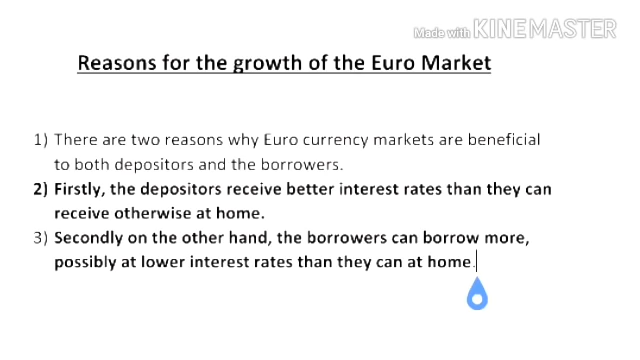 Made with KINEMASTER
Reasons for the growth of the Euro Market
1) There are two reasons why Euro currency markets are beneficial
to both depositors and the borrowers.
2) Firstly, the depositors receive better interest rates than they can
receive otherwise at home.
3) Secondly on the other hand, the borrowers can borrow more,
possibly at lower interest rates than they can at home.